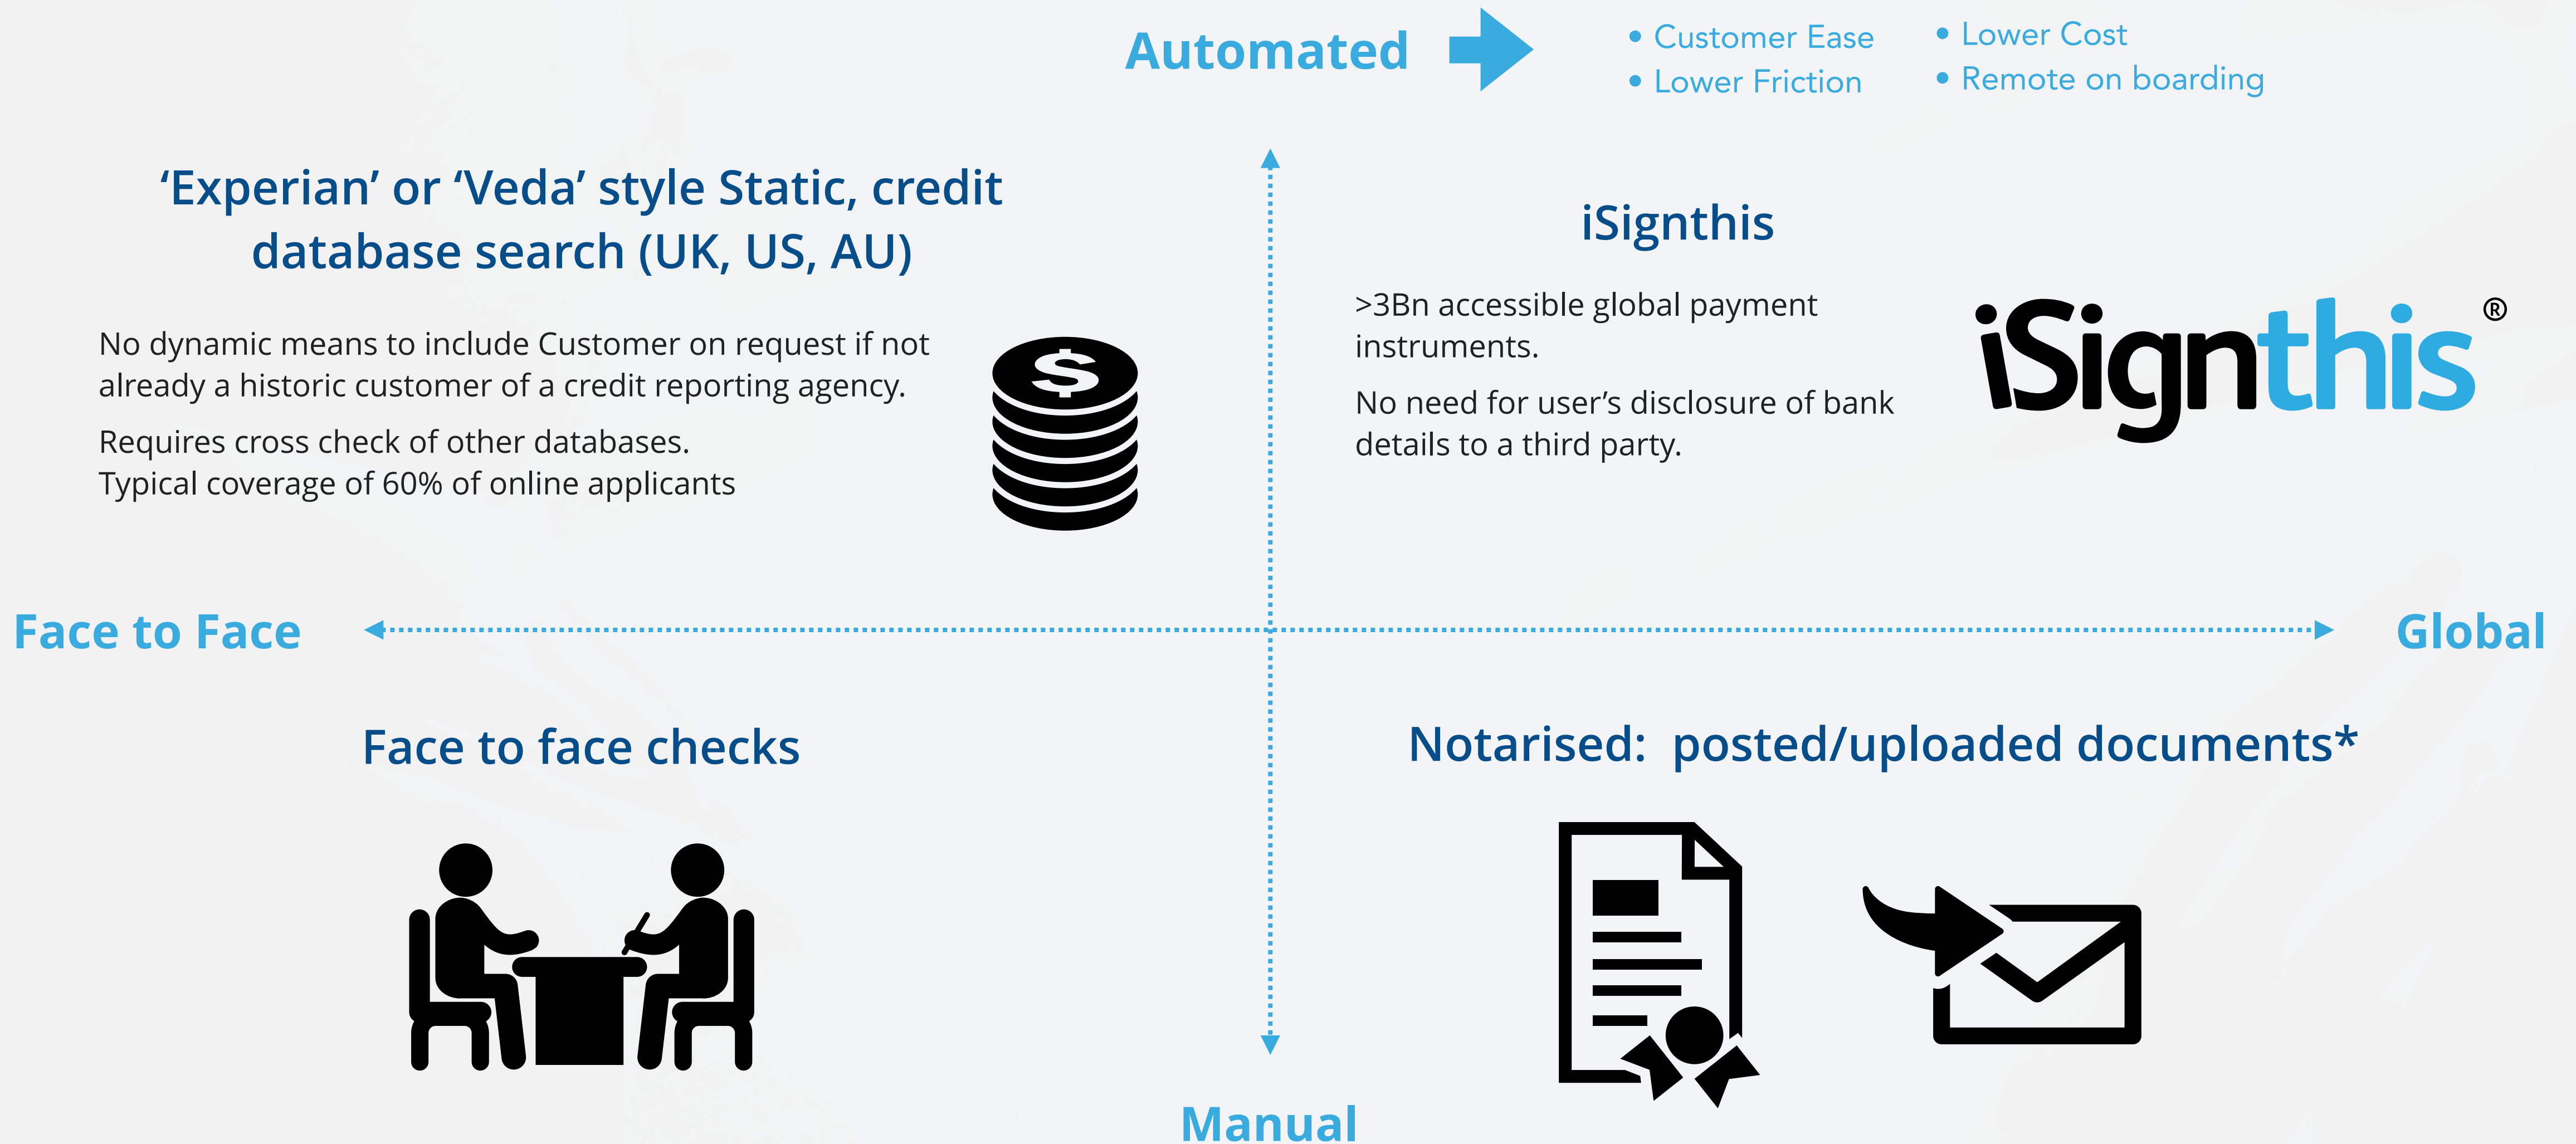 Automated
• Customer Ease
• Lower Friction
• Lower Cost
• Remote on boarding
‘Experian’ or ‘Veda’ style Static, credit
database search (UK, US, AU)
No dynamic means to include Customer on request if not
already a historic customer of a credit reporting agency.
Requires cross check of other databases.
Typical coverage of 60% of online applicants
$
iSignthis
>3Bn accessible global payment
instruments.
No need for user’s disclosure of bank
details to a third party.
iSignthis®
Face to Face
Global
Face to face checks
Notarised:  posted/uploaded documents*
Manual